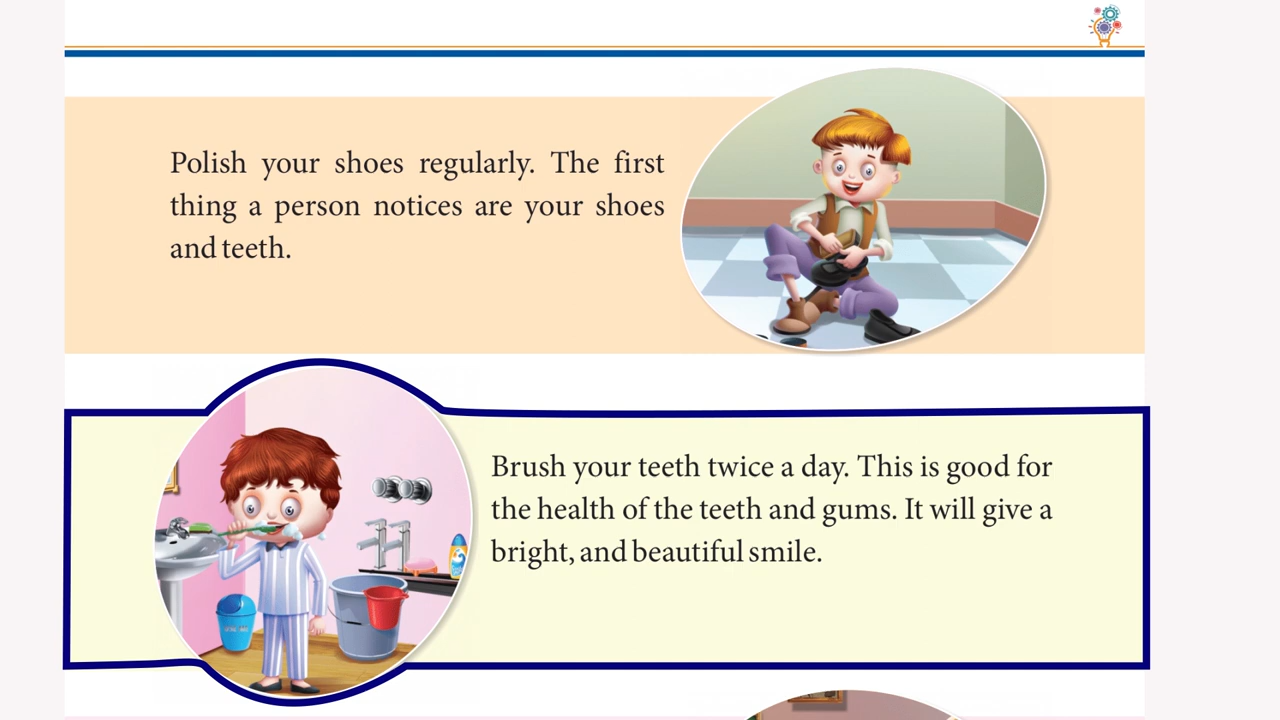 Polish your shoes regularly. The first
thing a person notices are your shoes
and teeth.
Brush your teeth twice a day. This is good for
the health of the teeth and gums. It will give a
bright, and beautiful smile.